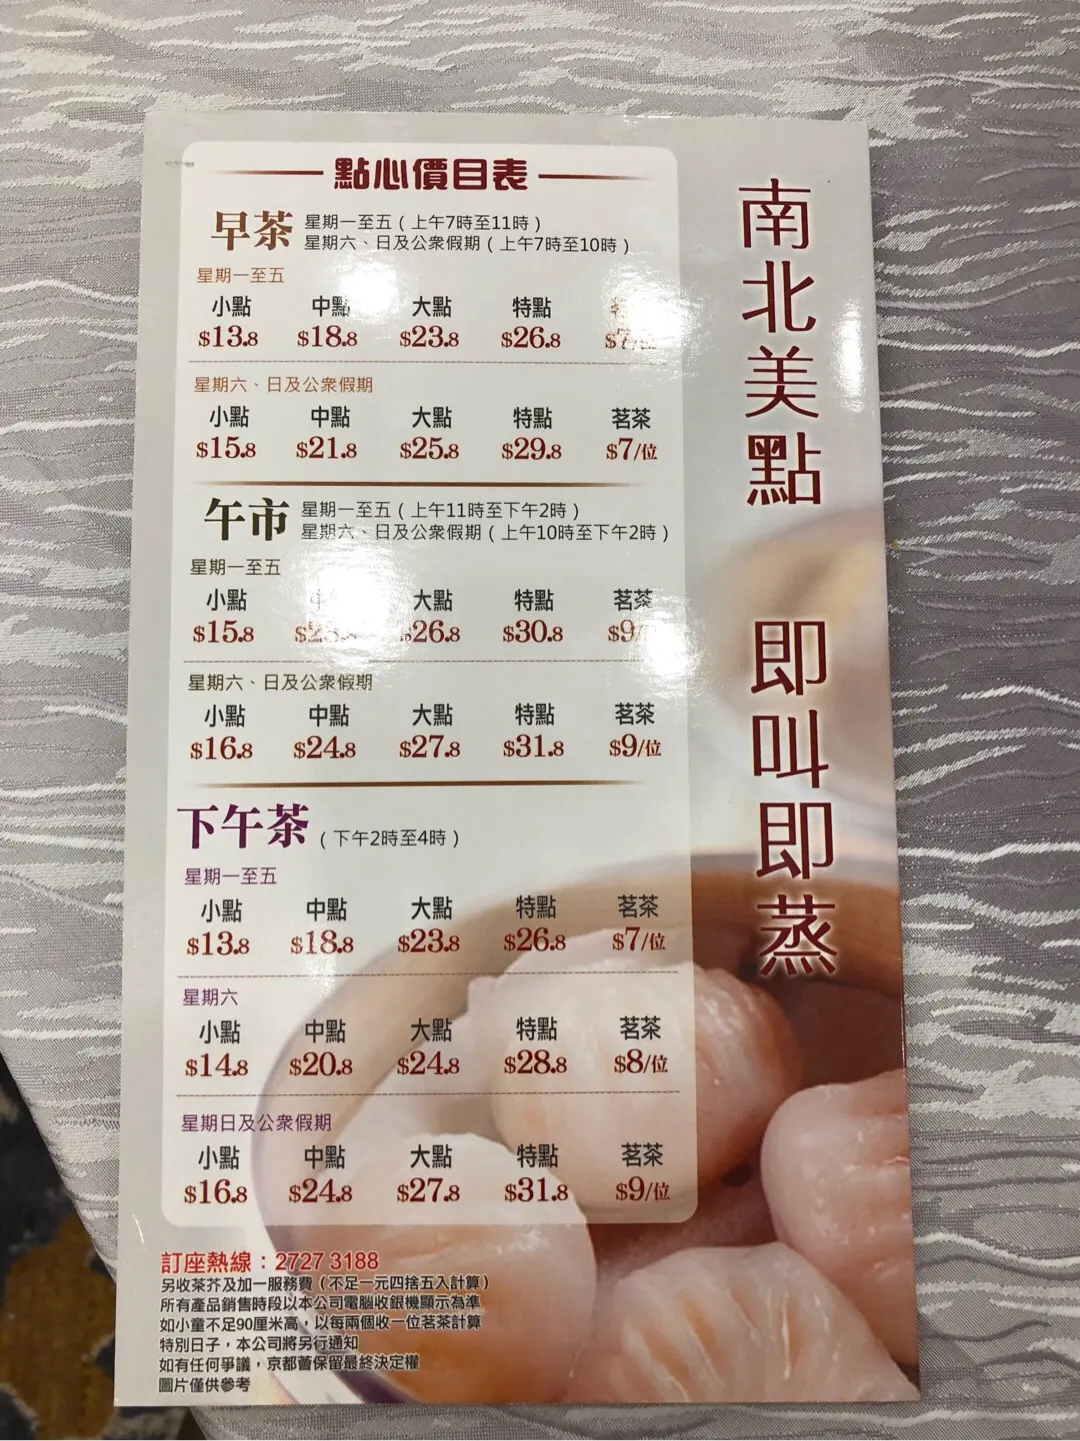 點心價目表
早茶 星期一至五（上午7時至11時）
星期六、日及公眾假期（上午7時至10時）
星期一至五
小點 中點 大點 特點
$13.8 $18.8 $23.8 $26.8 $7/位
星期六、日及公眾假期
小點 中點 大點 特點 茗茶
$15.8 $21.8 $25.8 $29.8 $7/位
午市 星期一至五（上午11時至下午2時）
星期六、日及公眾假期（上午10時至下午2時）
星期一至五
小點 大點 特點 茗茶
$15.8 $26.8 $30.8 $9
星期六、日及公眾假期
小點 中點 大點 特點 茗茶
$16.8 $24.8 $27.8 $31.8 $9/位
下午茶（下午2時至4時）
星期一至五
小點 中點 大點 特點 茗茶
$13.8 $18.8 $23.8 $26.8 $7/位
星期六
小點 中點 大點 特點 茗茶
$14.8 $20.8 $24.8 $28.8 $8/位
星期日及公眾假期
小點 中點 大點 特點 茗茶
$16.8 $24.8 $27.8 $31.8 $9/位
訂座熱線：2727 3188
另收茶芥及加一服務費（不足一元四捨五入計算）
所有產品銷售時段以本公司電腦收銀機顯示為準
如小童不足90厘米高，以每兩個收一位茗茶計算
特別日子，本公司將另行通知
如有任何爭議，京都薈保留最終決定權
圖片僅供參考
南北美點 即叫即蒸